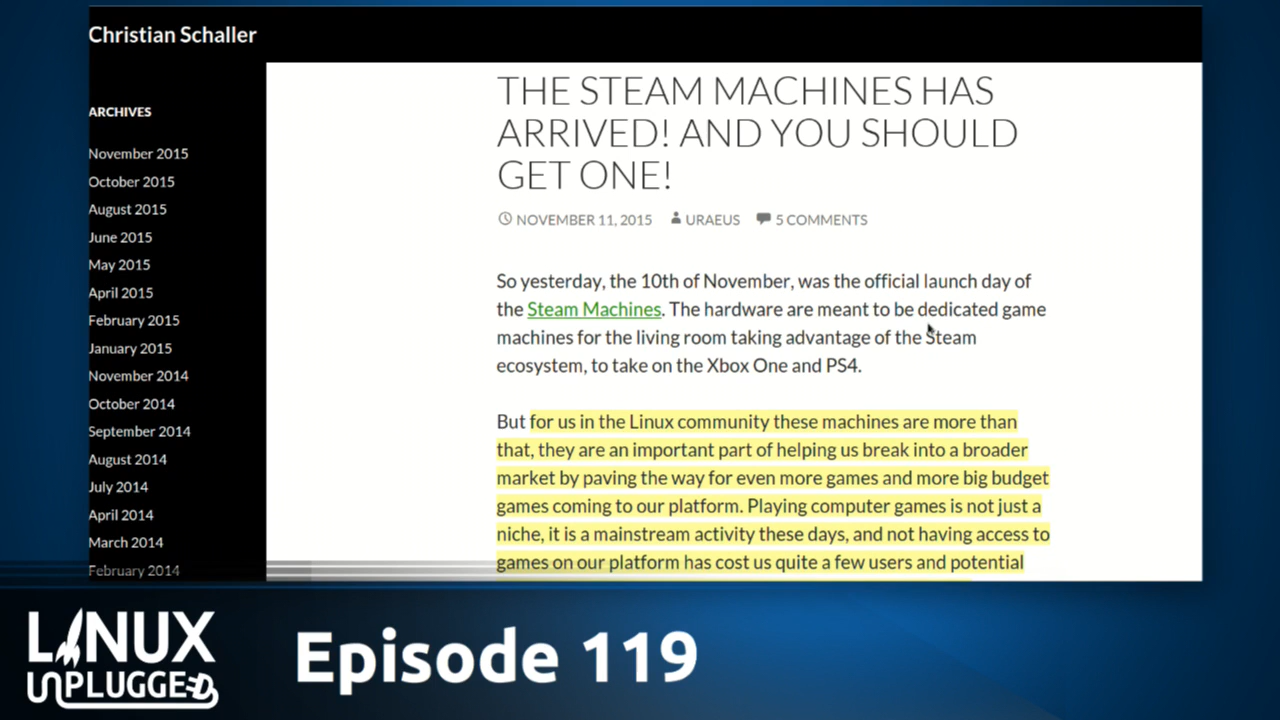 Christian Schaller
ARCHIVES
November 2015
October 2015
August 2015
June 2015
May 2015
April 2015
February 2015
January 2015
November 2014
October 2014
September 2014
August 2014
July 2014
April 2014
March 2014
February 2014
THE STEAM MACHINES HAS
ARRIVED! AND YOU SHOULD
GET ONE!
NOVEMBER 11, 2015 URAEUS 5 COMMENTS
So yesterday, the 10th of November, was the official launch day of
the Steam Machines. The hardware are meant to be dedicated game
machines for the living room taking advantage of the Steam
ecosystem, to take on the Xbox One and PS4.
But for us in the Linux community these machines are more than
that, they are an important part of helping us break into a broader
market by paving the way for even more games and more big budget
games coming to our platform. Playing computer games is not just a
niche, it is a mainstream activity these days, and not having access to
games on our platform has cost us quite a few users and potential
LINUX
UNPLUGGED
Episode 119